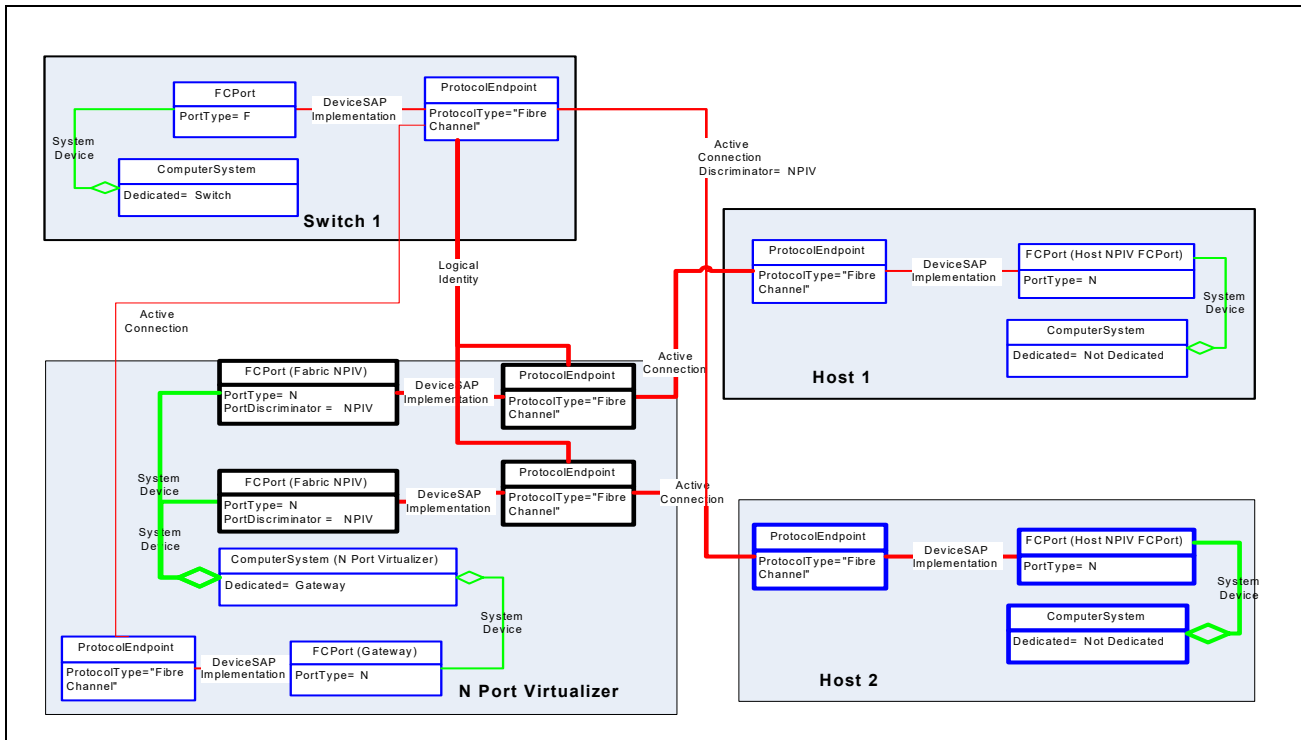 FCPort
PortType= F
DeviceSAP
Implementation
ProtocolEndpoint
ProtocolType="Fibre
Channel"
System
Device
ComputerSystem
Dedicated= Switch
Switch 1
Active
Connection
Discriminator= NPIV
Logical
Identity
Active
Connection
ProtocolEndpoint
ProtocolType="Fibre
Channel"
DeviceSAP
Implementation
FCPort (Host NPIV FCPort)
PortType= N
System
Device
ComputerSystem
Dedicated= Not Dedicated
Host 1
FCPort (Fabric NPIV)
PortType= N
PortDiscriminator = NPIV
DeviceSAP
Implementation
ProtocolEndpoint
ProtocolType="Fibre
Channel"
Active
Connection
System
Device
FCPort (Fabric NPIV)
PortType= N
PortDiscriminator = NPIV
DeviceSAP
Implementation
ProtocolEndpoint
ProtocolType="Fibre
Channel"
Active
Connection
System
Device
ComputerSystem (N Port Virtualizer)
Dedicated= Gateway
System
Device
ProtocolEndpoint
ProtocolType="Fibre
Channel"
DeviceSAP
Implementation
FCPort (Gateway)
PortType= N
N Port Virtualizer
ProtocolEndpoint
ProtocolType="Fibre
Channel"
DeviceSAP
Implementation
FCPort (Host NPIV FCPort)
PortType= N
System
Device
ComputerSystem
Dedicated= Not Dedicated
Host 2